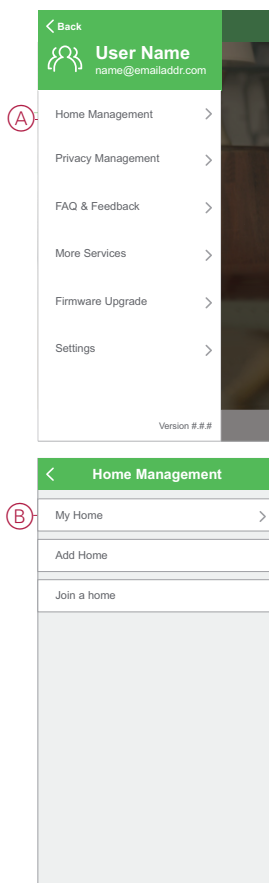 Back
User Name
name@emailaddr.com
A
Home Management
Privacy Management
FAQ & Feedback
More Services
Firmware Upgrade
Settings
Version #.#.#
Home Management
B
My Home
Add Home
Join a home